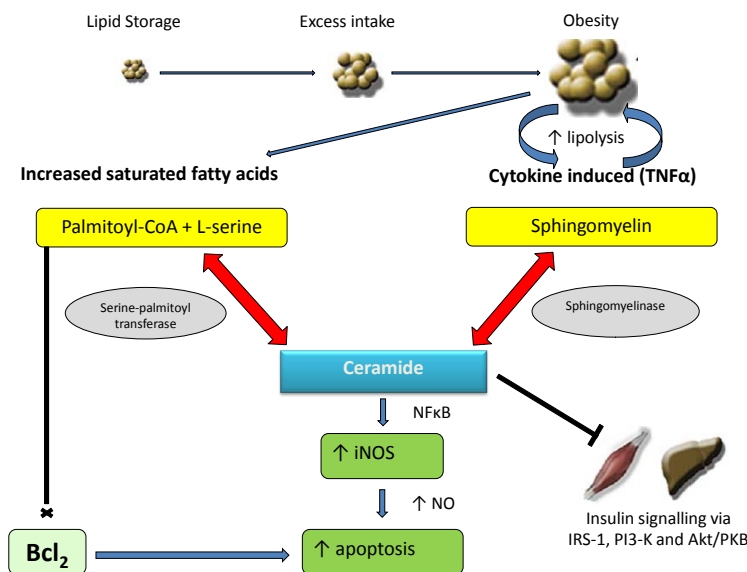 Lipid Storage
Excess intake
Obesity
↑ lipolysis
Increased saturated fatty acids
Cytokine induced (TNFα)
Palmitoyl-CoA + L-serine
Sphingomyelin
Serine-palmitoyl
transferase
Sphingomyelinase
Ceramide
NFκB
↑ iNOS
↑ NO
Insulin signalling via
IRS-1, PI3-K and Akt/PKB
Bcl₂
↑ apoptosis